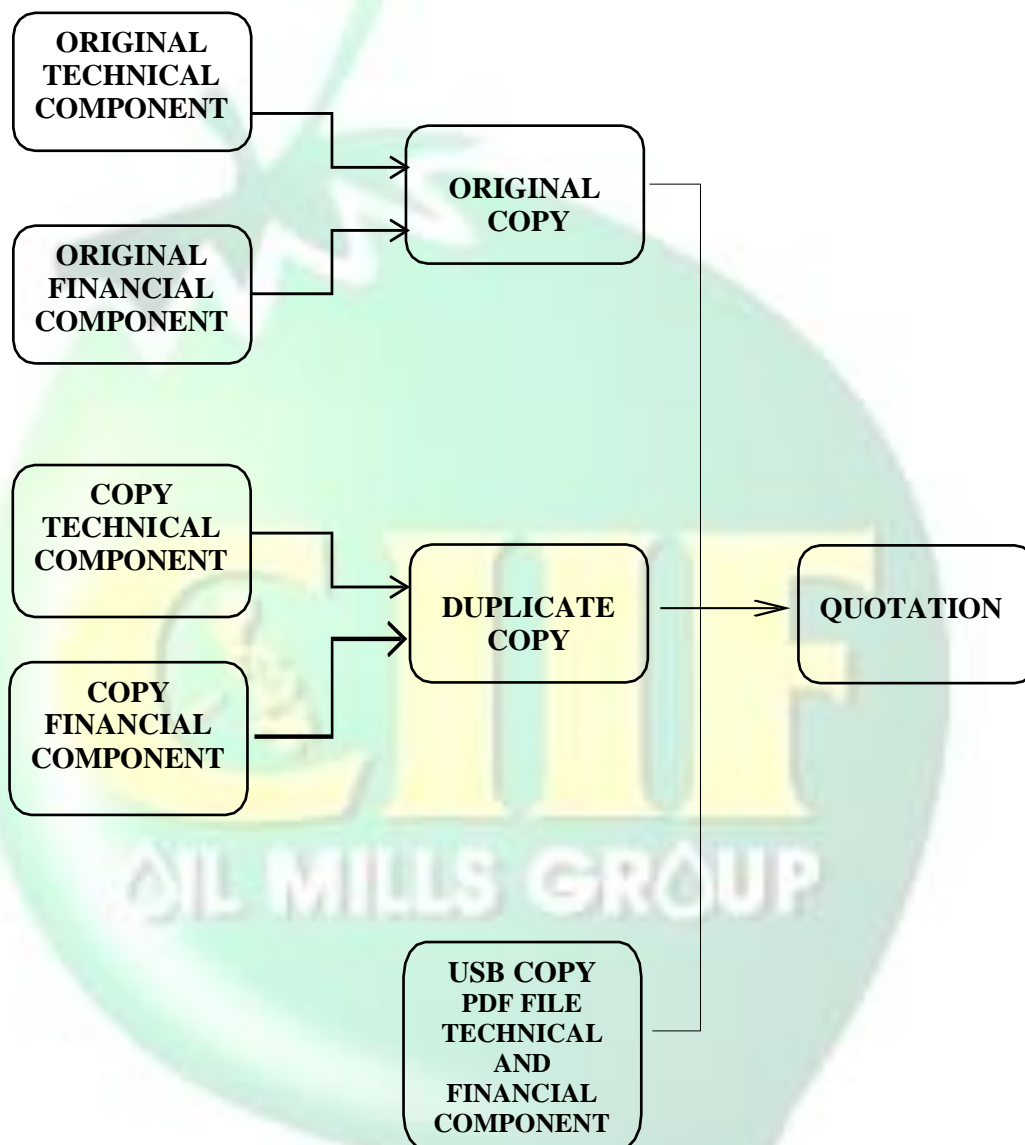 ORIGINAL
TECHNICAL
COMPONENT
ORIGINAL
COPY
ORIGINAL
FINANCIAL
COMPONENT
COPY
TECHNICAL
COMPONENT
DUPLICATE
COPY
QUOTATION
COPY
FINANCIAL
COMPONENT
CIIF
OIL MILLS GROUP
USB COPY
PDF FILE
TECHNICAL
AND
FINANCIAL
COMPONENT